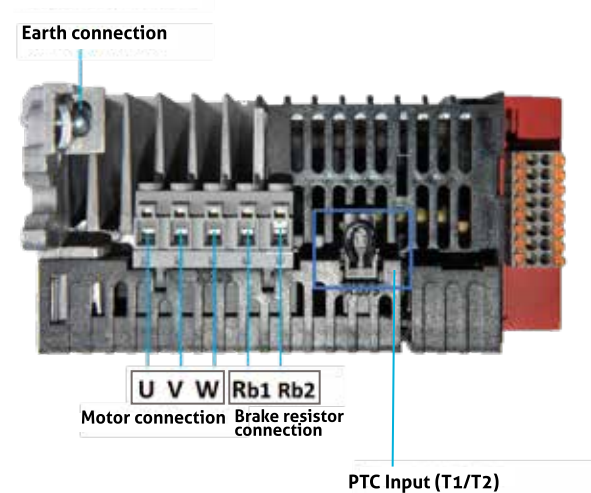 Earth connection
U V W Rb1 Rb2
Motor connection
Brake resistor
connection
PTC Input (T1/T2)